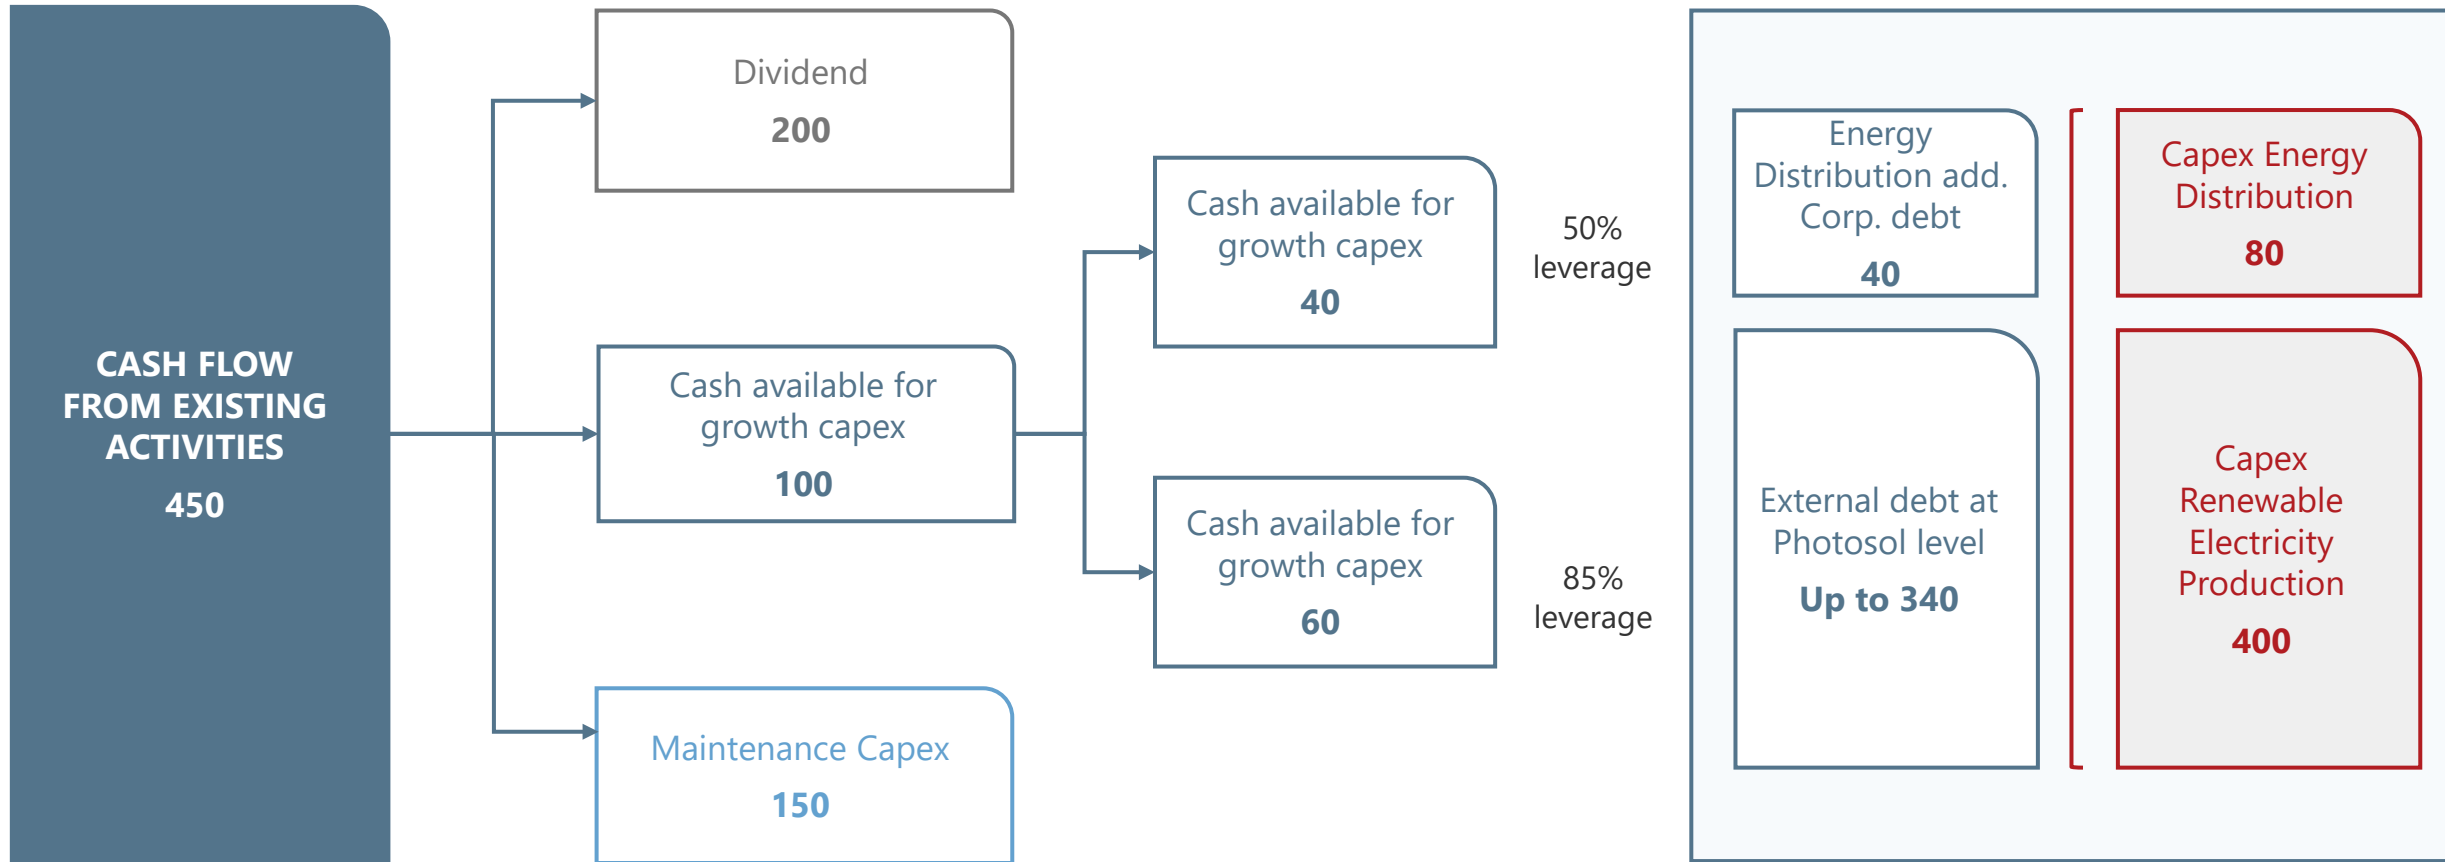 CASH FLOW
FROM EXISTING
ACTIVITIES
450
Dividend
200
Cash available for
growth capex
100
Maintenance Capex
150
Cash available for
growth capex
40
Cash available for
growth capex
60
50%
leverage
85%
leverage
Energy
Distribution add.
Corp. debt
40
External debt at
Photosol level
Up to 340
Capex Energy
Distribution
80
Capex
Renewable
Electricity
Production
400